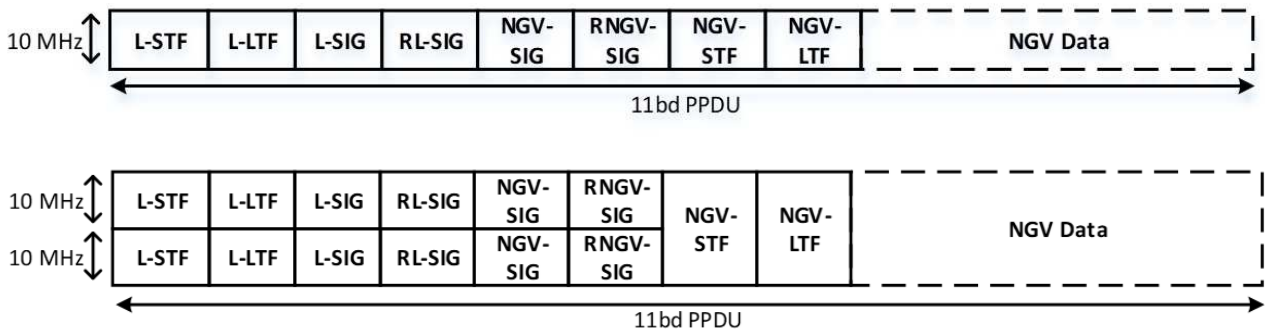 10 MHz L-STF L-LTF L-SIG RL-SIG NGV-SIG RNGV-SIG NGV-STF NGV-LTF NGV Data
11bd PPDU
10 MHz L-STF L-LTF L-SIG RL-SIG NGV-SIG RNGV-SIG NGV-STF NGV-LTF NGV Data
10 MHz L-STF L-LTF L-SIG RL-SIG NGV-SIG RNGV-SIG
11bd PPDU